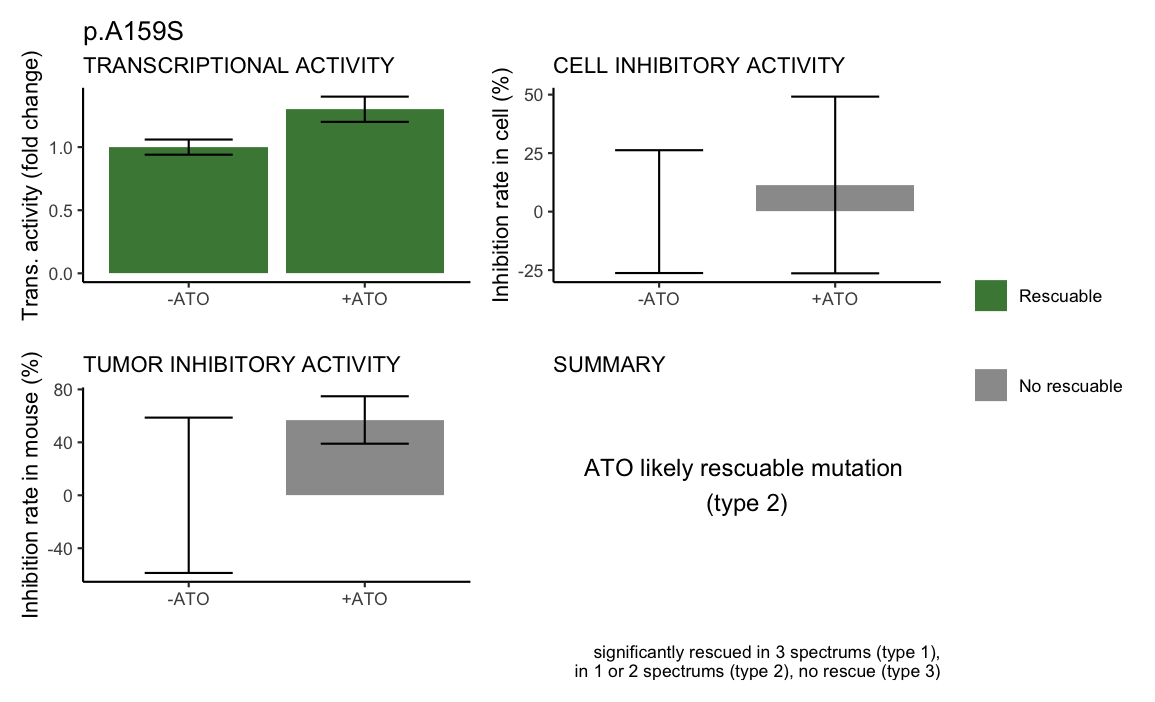 p.A159S
TRANSCRIPTIONAL ACTIVITY
Trans. activity (fold change)
1.0
0.5
0.0
-ATO
+ATO
CELL INHIBITORY ACTIVITY
Inhibition rate in cell (%)
50
25
0
-25
-ATO
+ATO
Rescuable
No rescuable
TUMOR INHIBITORY ACTIVITY
Inhibition rate in mouse (%)
80
40
0
-40
-ATO
+ATO
SUMMARY
ATO likely rescuable mutation
(type 2)
significantly rescued in 3 spectrums (type 1),
in 1 or 2 spectrums (type 2), no rescue (type 3)